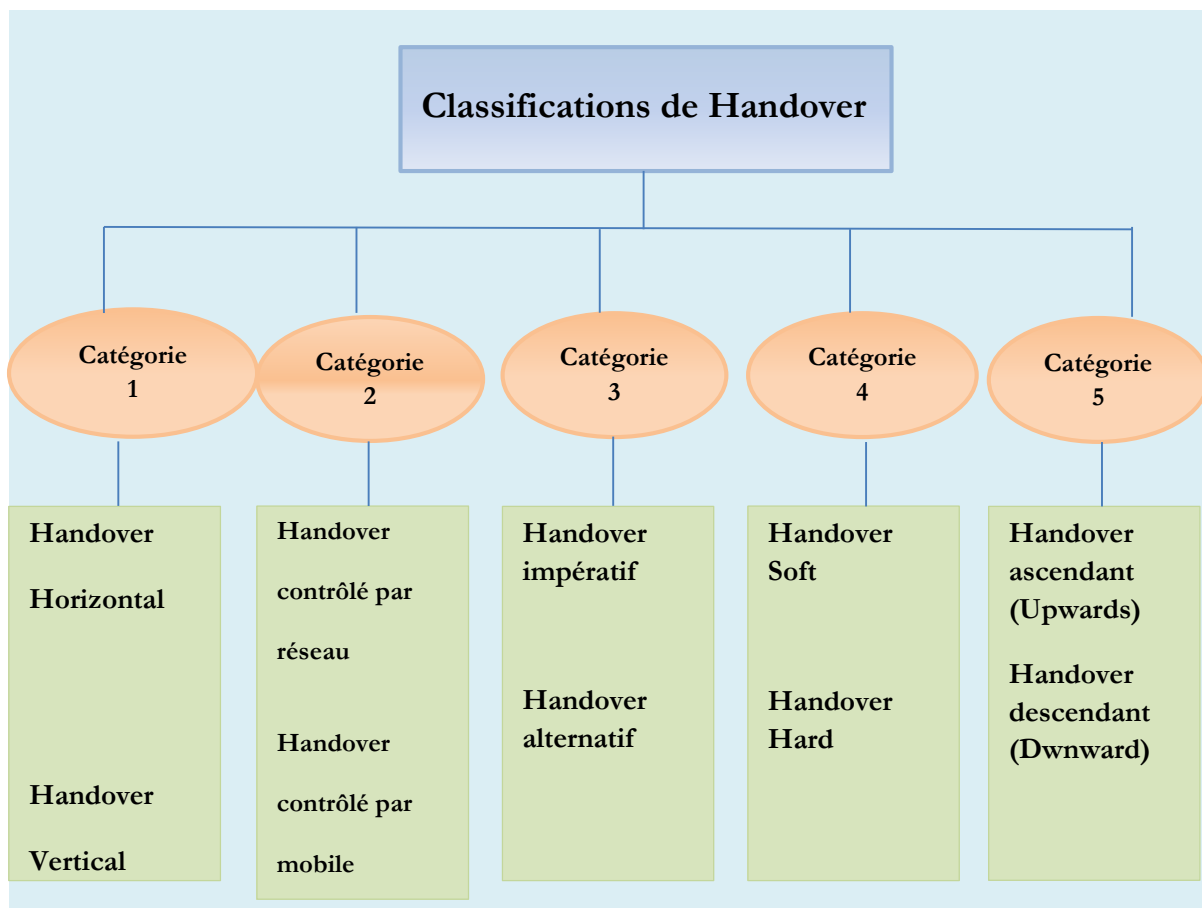 Classifications de Handover
Catégorie
1
Catégorie
2
Catégorie
3
Catégorie
4
Catégorie
5
Handover
Horizontal
Handover
Vertical
Handover
contrôlé par
réseau
Handover
contrôlé par
mobile
Handover
impératif
Handover
alternatif
Handover
Soft
Handover
Hard
Handover
ascendant
(Upwards)
Handover
descendant
(Dwnward)